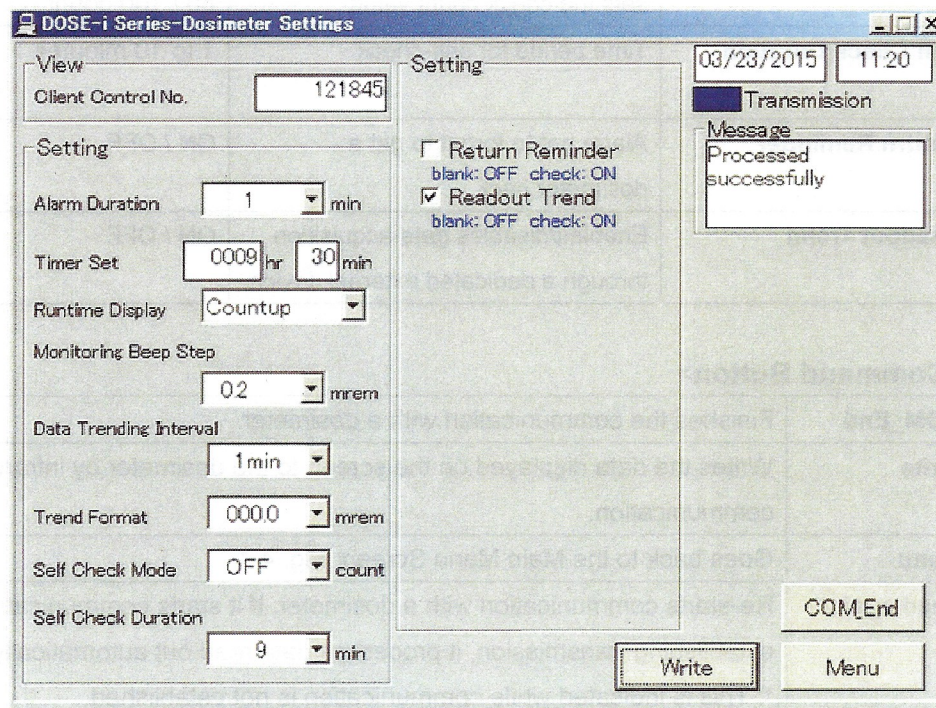 DOSE-i Series-Dosimeter Settings
View
Client Control No. 121845
Setting
Alarm Duration 1 min
Timer Set 0009 hr 30 min
Runtime Display Countup
Monitoring Beep Step
0.2 mrem
Data Trending Interval
1min
Trend Format 000.0 mrem
Self Check Mode OFF count
Self Check Duration
9 min
Setting
Return Reminder
blank: OFF check: ON
Readout Trend
blank: OFF check: ON
03/23/2015 11:20
Transmission
Message
Processed
successfully
COM_End
Write Menu